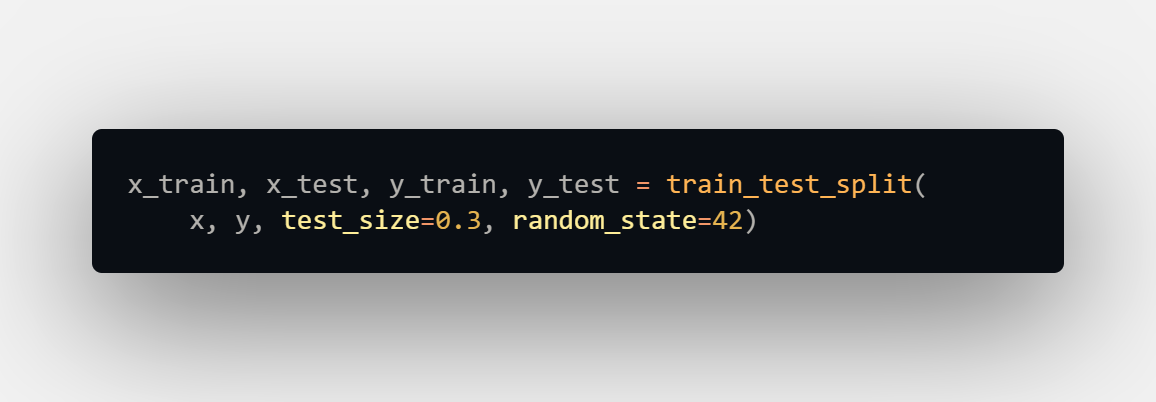 x_train, x_test, y_train, y_test = train_test_split(
    x, y, test_size=0.3, random_state=42)